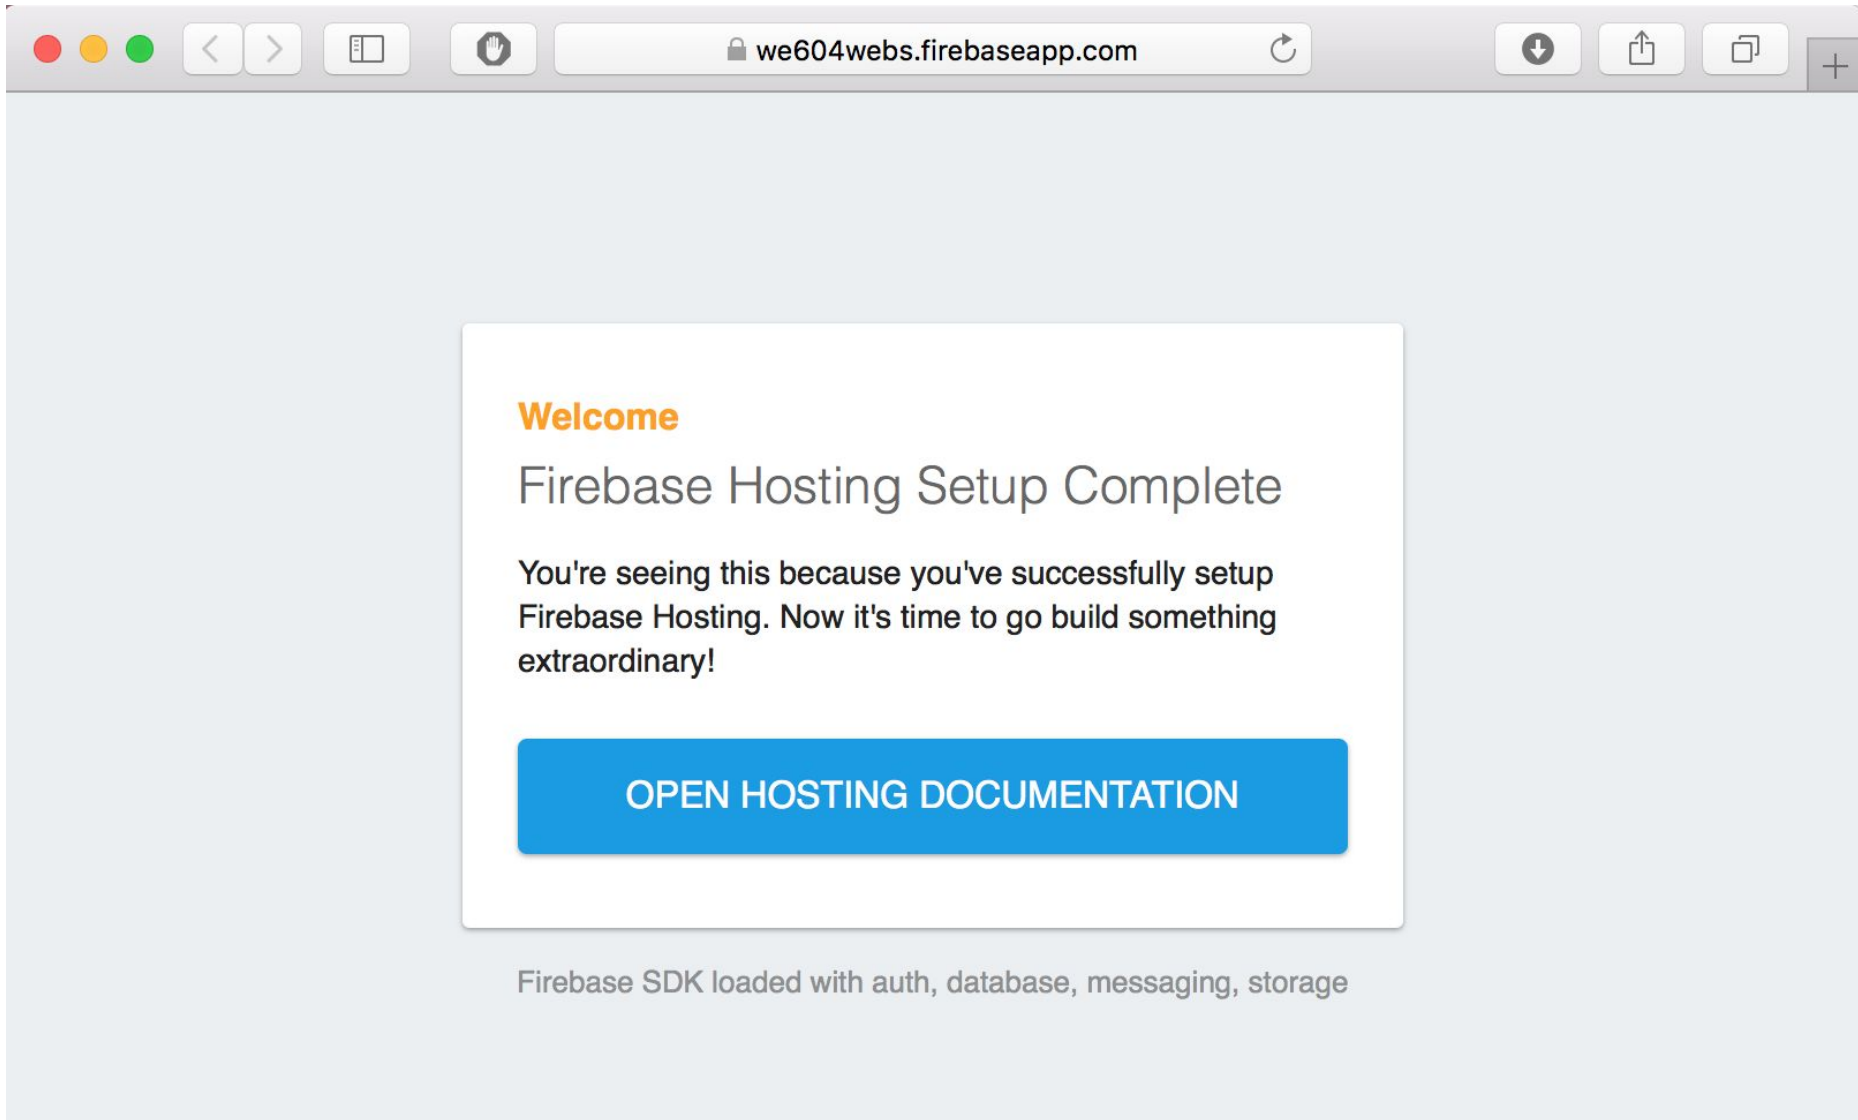 we604webs.firebaseapp.com
Welcome
Firebase Hosting Setup Complete
You're seeing this because you've successfully setup
Firebase Hosting. Now it's time to go build something
extraordinary!
OPEN HOSTING DOCUMENTATION
Firebase SDK loaded with auth, database, messaging, storage